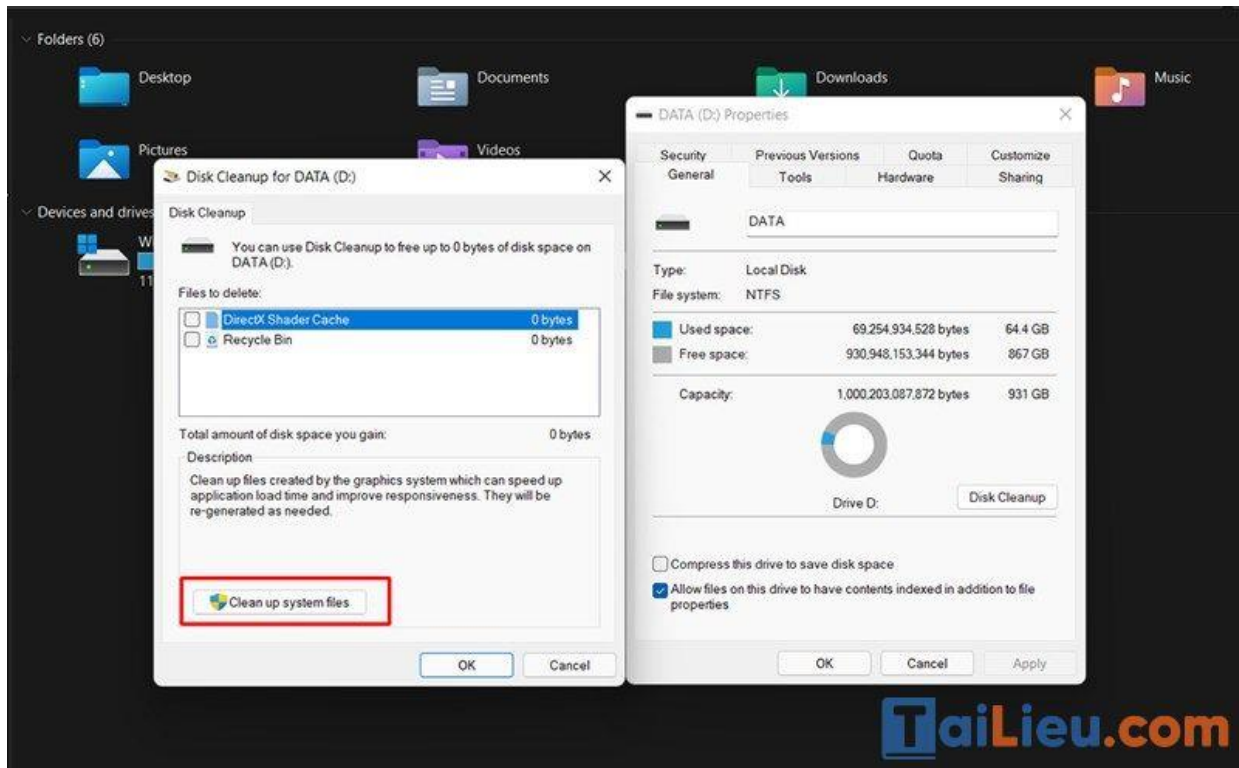 Folders (6)
Desktop
Documents
Downloads
Music
Pictures
Videos
Devices and drives
W
11
Disk Cleanup for DATA (D:)
Disk Cleanup
You can use Disk Cleanup to free up to 0 bytes of disk space on
DATA (D:).
Files to delete:
DirectX Shader Cache 0 bytes
Recycle Bin 0 bytes
Total amount of disk space you gain: 0 bytes
Description
Clean up files created by the graphics system which can speed up
application load time and improve responsiveness. They will be
re-generated as needed.
Clean up system files
OK Cancel
DATA (D:) Properties
Security Previous Versions Quota Customize
General Tools Hardware Sharing
DATA
Type: Local Disk
File system: NTFS
Used space: 69,254,934,528 bytes 64.4 GB
Free space: 930,948,153,344 bytes 867 GB
Capacity: 1,000,203,087,872 bytes 931 GB
Drive D:
Disk Cleanup
Compress this drive to save disk space
Allow files on this drive to have contents indexed in addition to file
properties
OK Cancel Apply
TaiLieu.com